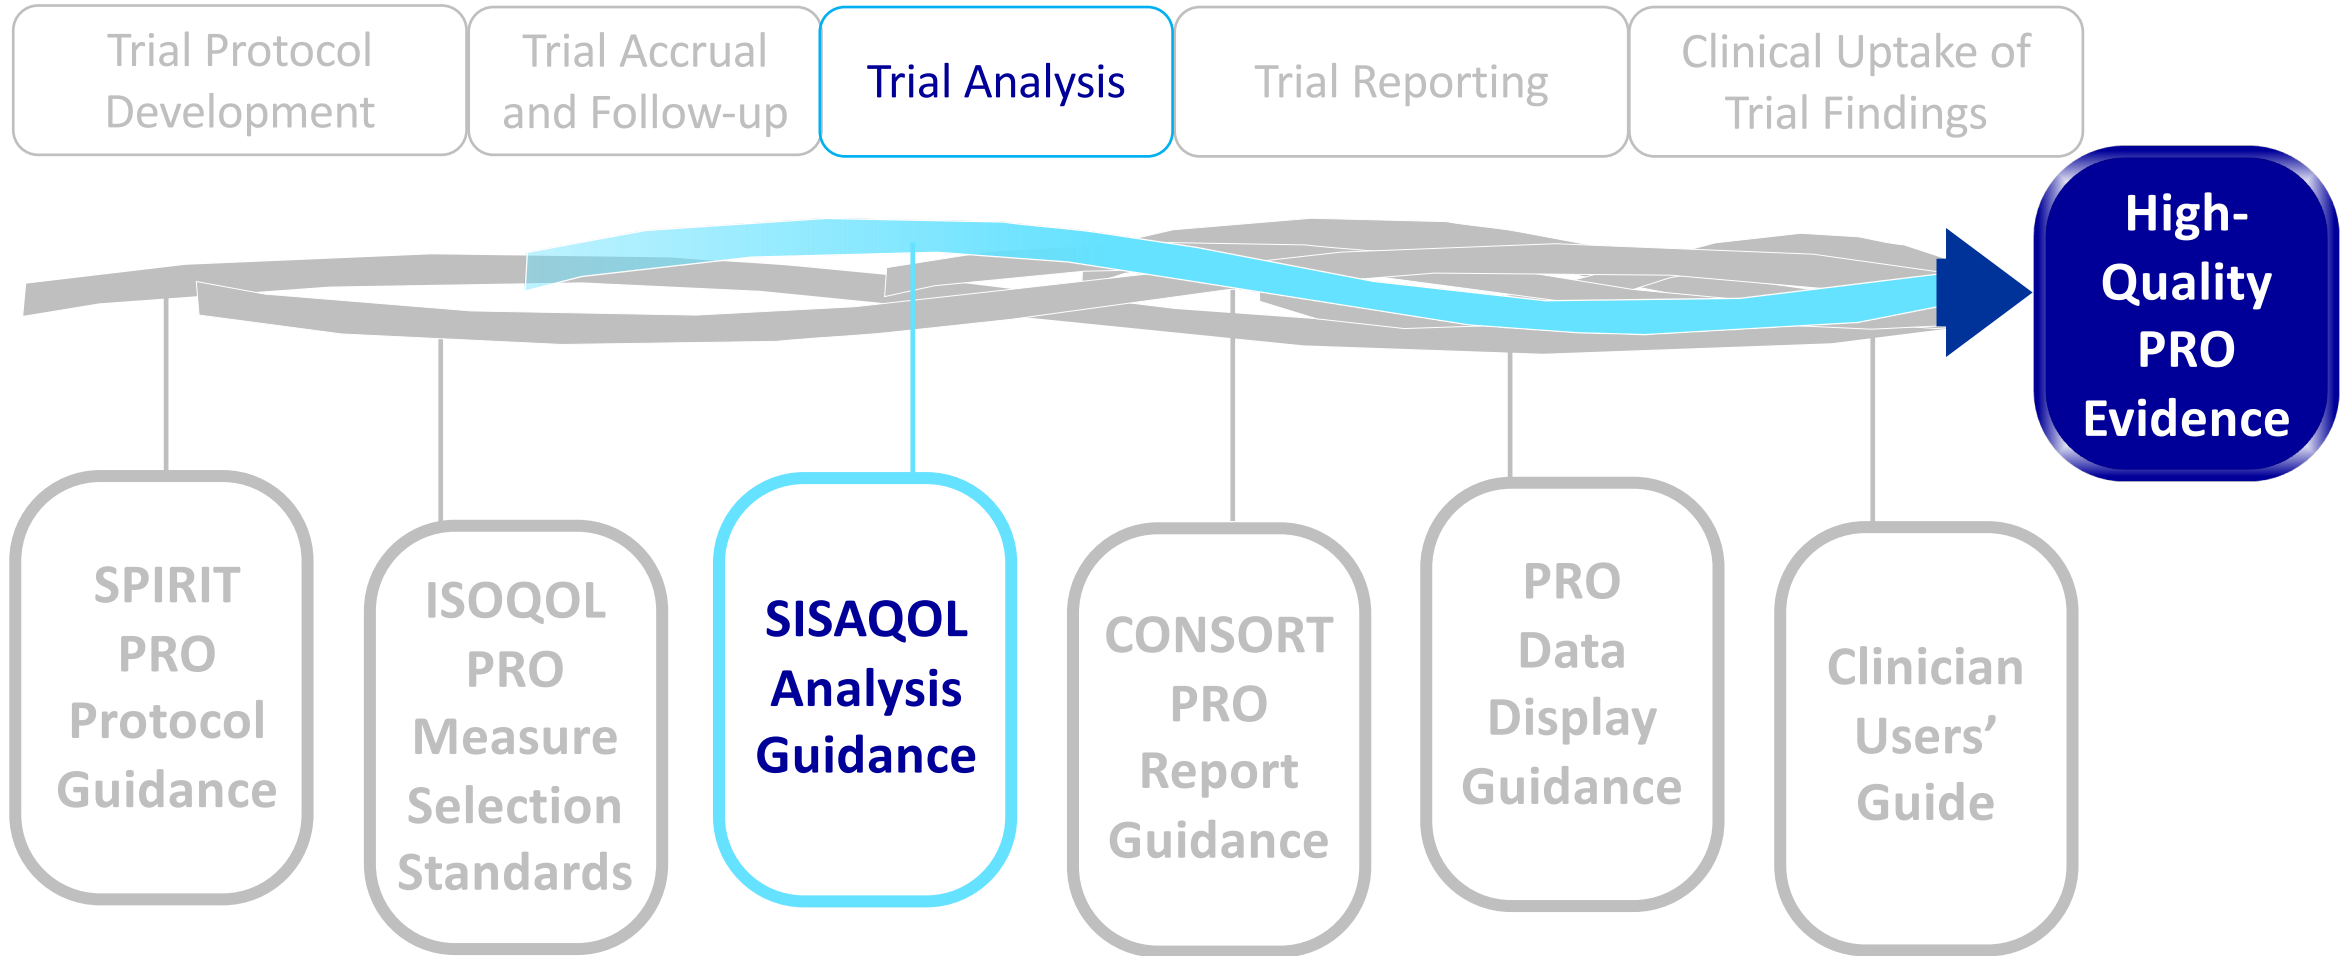 Trial Protocol
Development
Trial Accrual
and Follow-up
Trial Analysis
Trial Reporting
Clinical Uptake of
Trial Findings
High-
Quality
PRO
Evidence
SPIRIT
PRO
Protocol
Guidance
ISOQOL
PRO
Measure
Selection
Standards
SISAQOL
Analysis
Guidance
CONSORT
PRO
Report
Guidance
PRO
Data
Display
Guidance
Clinician
Users’
Guide